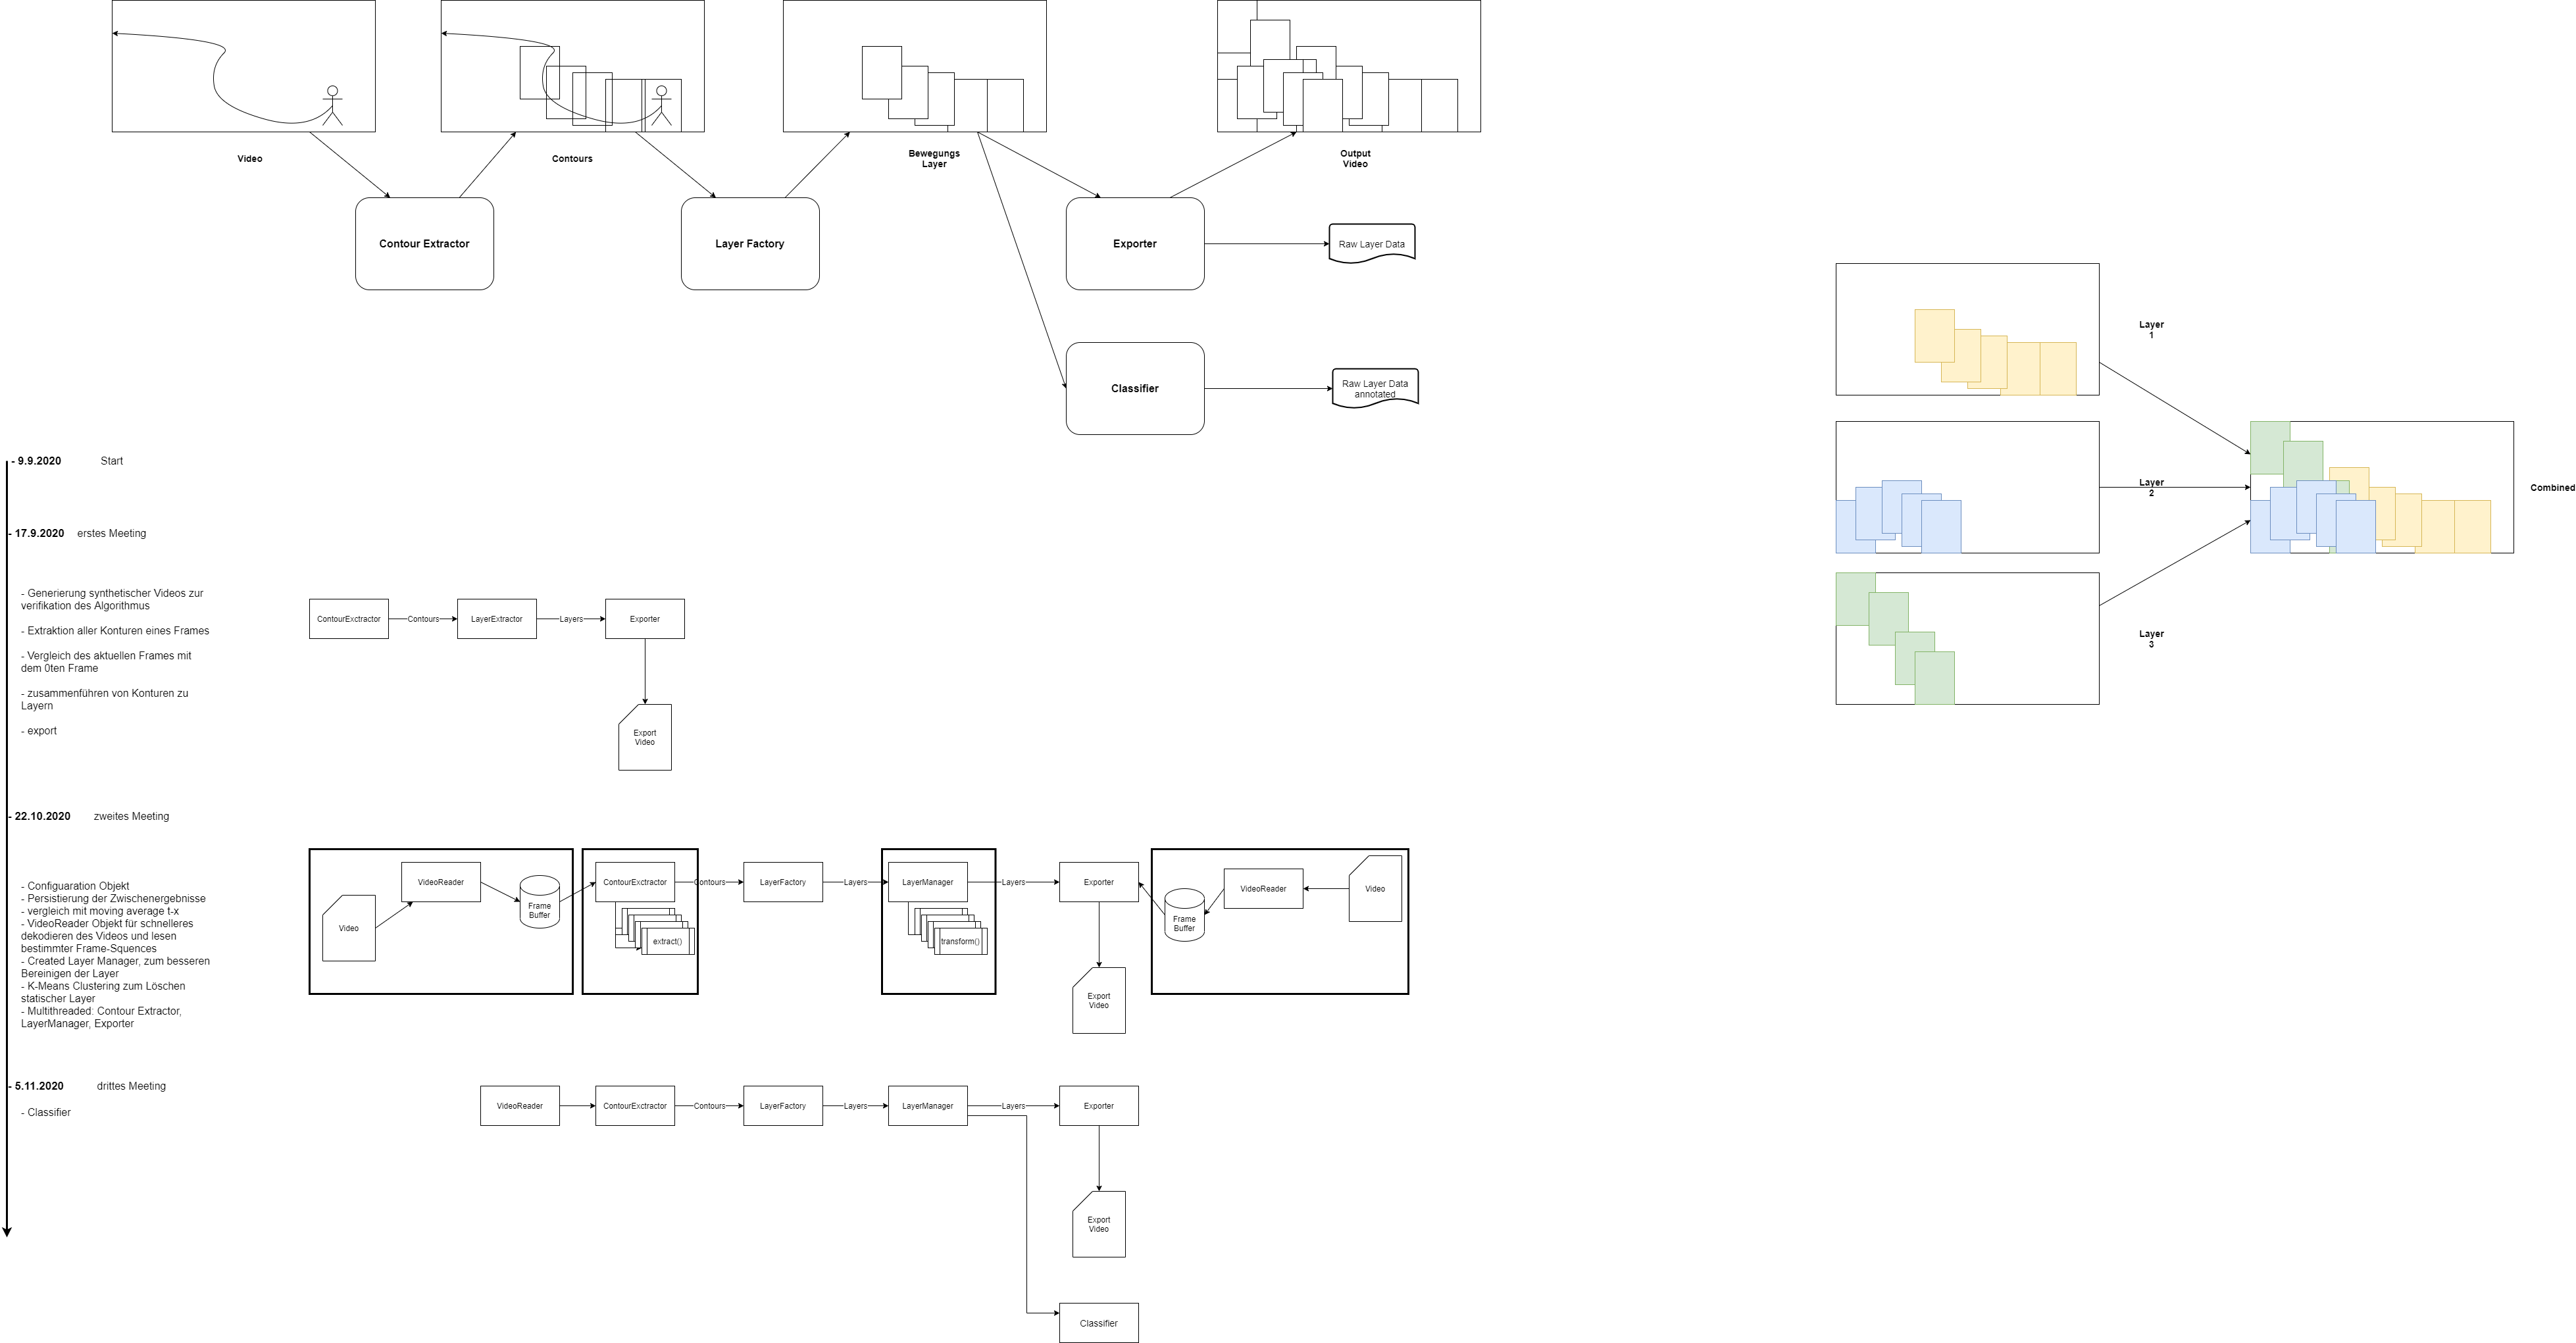 Video
Contours
Bewegungs
Layer
Output
Video
Contour Extractor
Layer Factory
Exporter
Raw Layer Data
Classifier
Raw Layer Data
annotated
Layer
1
Layer
2
Combined
Layer
3
- 9.9.2020 Start
- 17.9.2020 erstes Meeting
- Generierung synthetischer Videos zur
verifikation des Algorithmus
- Extraktion aller Konturen eines Frames
- Vergleich des aktuellen Frames mit
dem 0ten Frame
- zusammenführen von Konturen zu
Layern
- export
ContourExctractor
Contours
LayerExtractor
Layers
Exporter
Export
Video
- 22.10.2020 zweites Meeting
- Configuaration Objekt
- Persistierung der Zwischenergebnisse
- vergleich mit moving average t-x
- VideoReader Objekt für schnelleres
dekodieren des Videos und lesen
bestimmter Frame-Squences
- Created Layer Manager, zum besseren
Bereinigen der Layer
- K-Means Clustering zum Löschen
statischer Layer
- Multithreaded: Contour Extractor,
LayerManager, Exporter
Video
VideoReader
Frame
Buffer
ContourExctractor
extract()
Contours
LayerFactory
Layers
LayerManager
transform()
Layers
Exporter
Export
Video
Frame
Buffer
VideoReader
Video
- 5.11.2020 drittes Meeting
- Classifier
VideoReader
ContourExctractor
Contours
LayerFactory
Layers
LayerManager
Layers
Exporter
Export
Video
Classifier